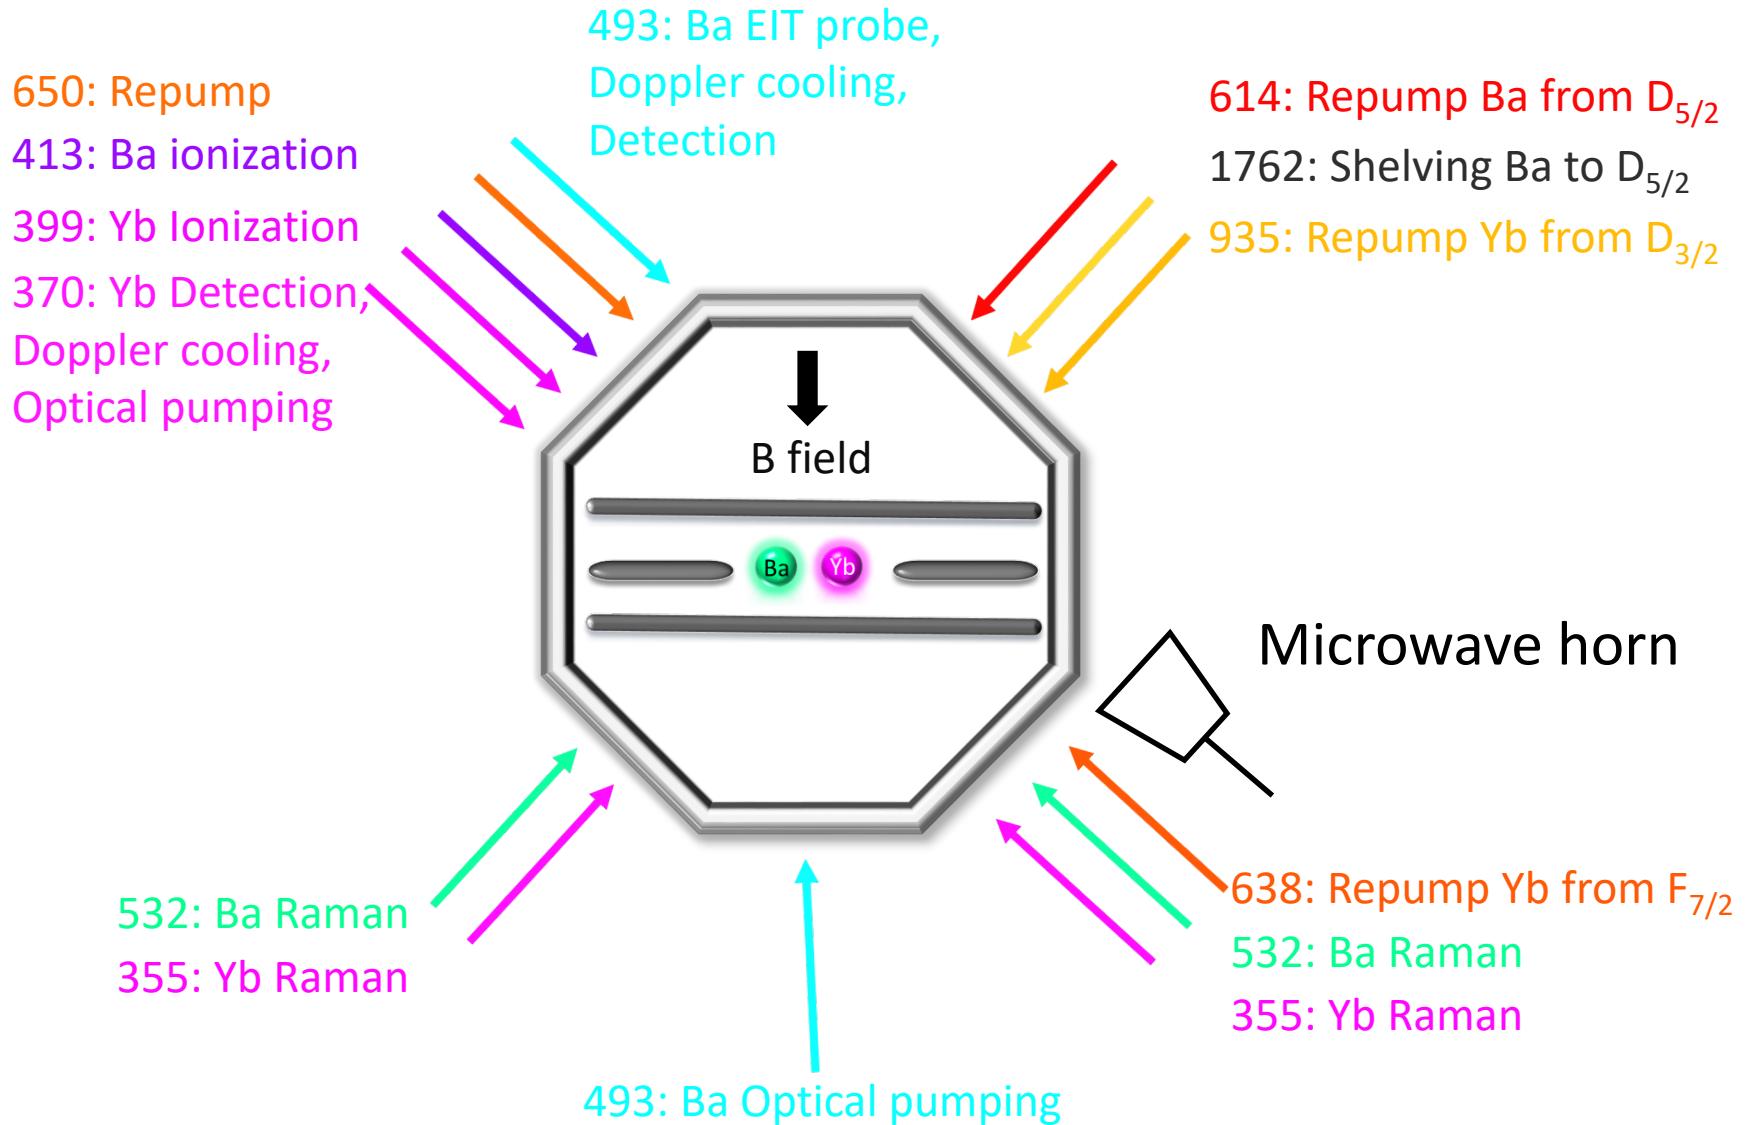 493: Ba EIT probe,
Doppler cooling,
Detection
650: Repump
413: Ba ionization
399: Yb Ionization
370: Yb Detection,
Doppler cooling,
Optical pumping
614: Repump Ba from D5/2
1762: Shelving Ba to D5/2
935: Repump Yb from D3/2
B field
Ba
Yb
Microwave horn
532: Ba Raman
355: Yb Raman
638: Repump Yb from F7/2
532: Ba Raman
355: Yb Raman
493: Ba Optical pumping